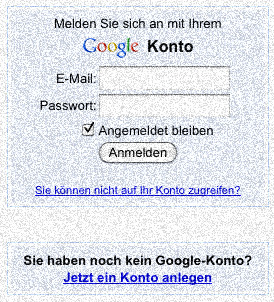 Melden Sie sich an mit Ihrem
Google Konto
E-Mail:
Passwort:
Angemeldet bleiben
Anmelden
Sie können nicht auf Ihr Konto zugreifen?
Sie haben noch kein Google-Konto?
Jetzt ein Konto anlegen